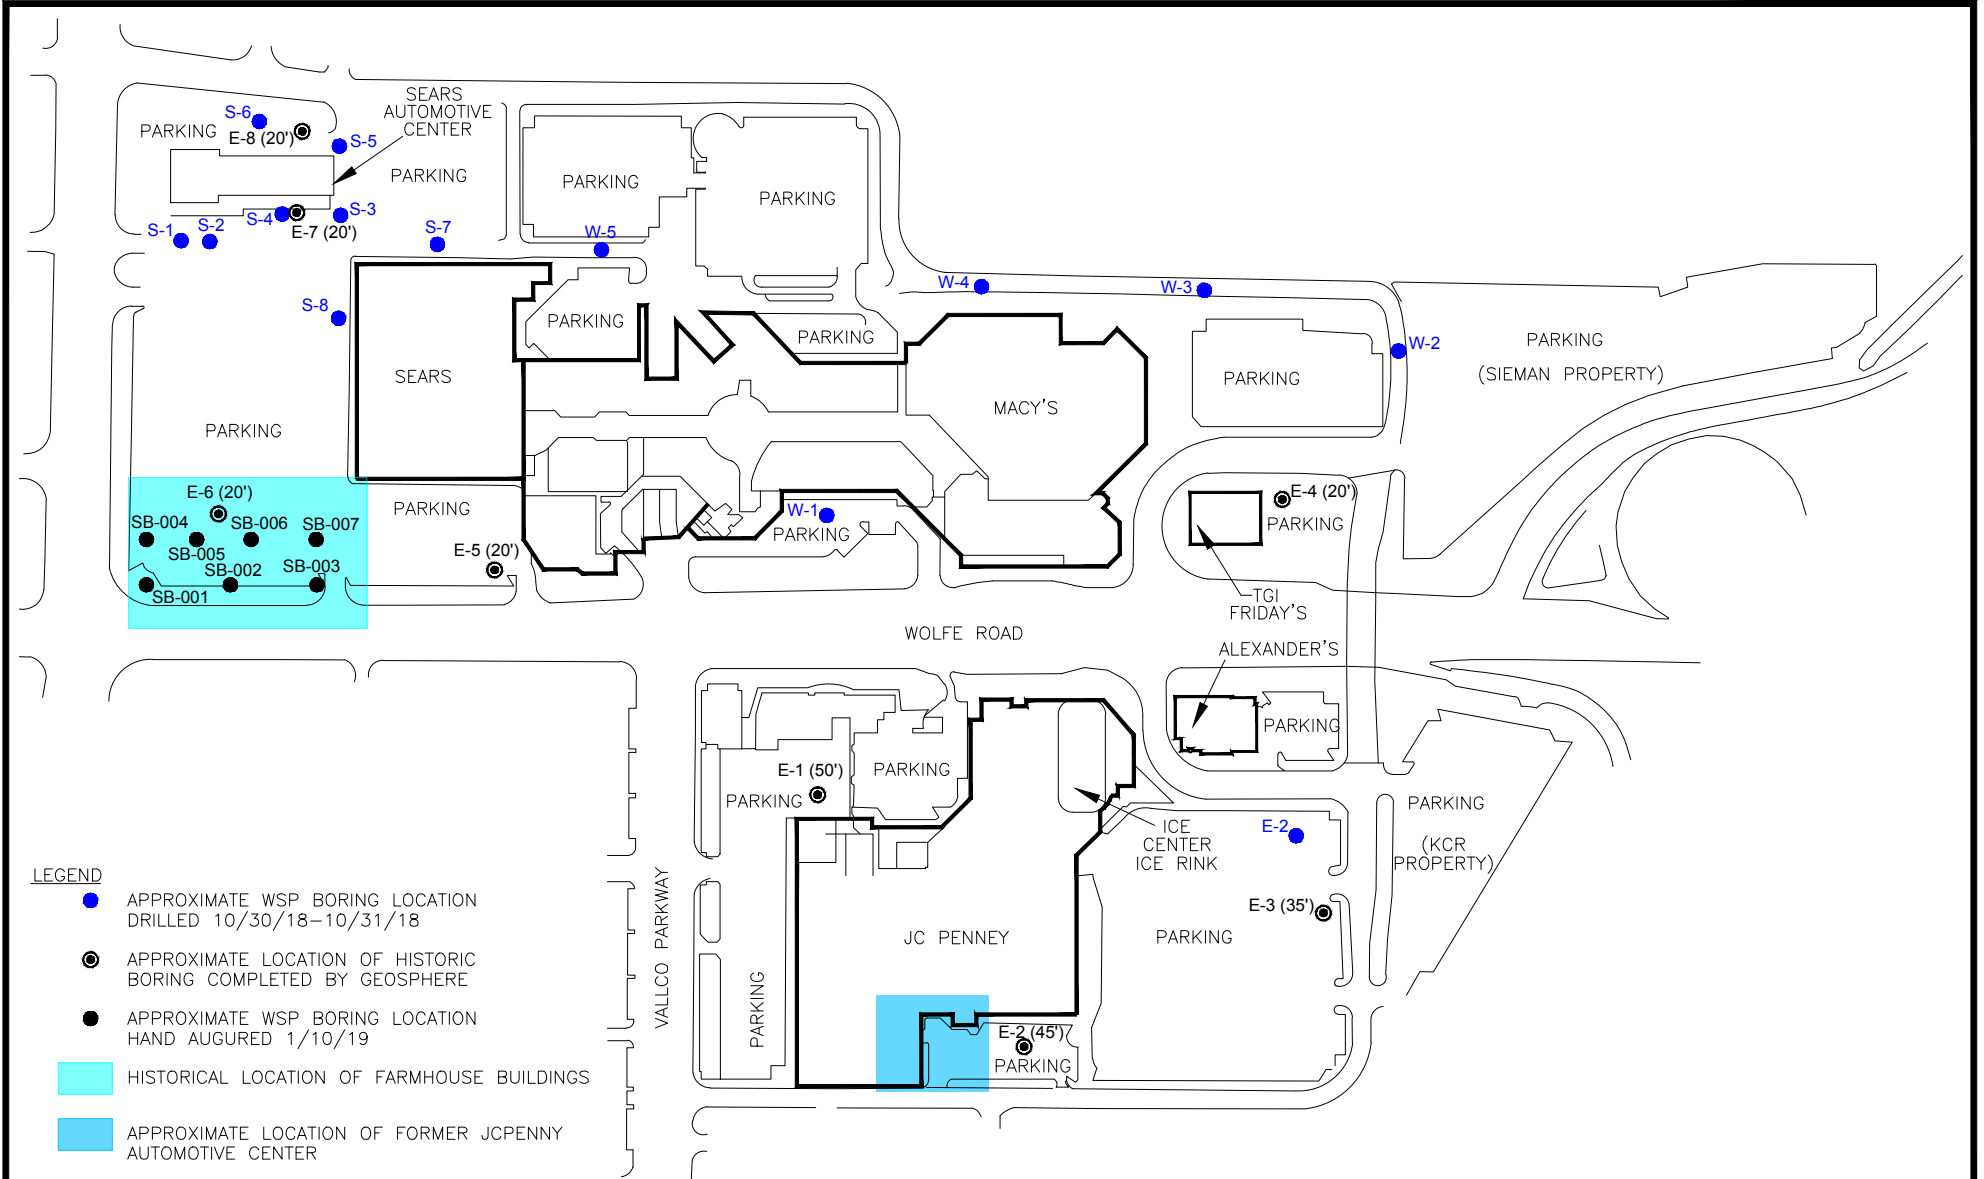 SEARS
AUTOMOTIVE
CENTER
S-6
PARKING
E-8 (20')
S-5
PARKING
PARKING
PARKING
S-4
S-3
E-7 (20')
S-1
S-2
S-7
W-5
W-4
W-3
S-8
PARKING
PARKING
W-2
PARKING
(SIEMAN PROPERTY)
SEARS
PARKING
MACY'S
PARKING
E-6 (20')
SB-004
SB-006
SB-007
SB-005
SB-002
SB-003
SB-001
PARKING
E-5 (20')
W-1
PARKING
E-4 (20')
PARKING
TGI
FRIDAY'S
WOLFE ROAD
ALEXANDER'S
PARKING
E-1 (50')
PARKING
PARKING
ICE
CENTER
ICE RINK
E-2
PARKING
(KCR
PROPERTY)
E-3 (35')
PARKING
JC PENNEY
VALLCO PARKWAY
PARKING
E-2 (45')
PARKING
LEGEND
APPROXIMATE WSP BORING LOCATION
DRILLED 10/30/18-10/31/18
APPROXIMATE LOCATION OF HISTORIC
BORING COMPLETED BY GEOSPHERE
APPROXIMATE WSP BORING LOCATION
HAND AUGURED 1/10/19
HISTORICAL LOCATION OF FARMHOUSE BUILDINGS
APPROXIMATE LOCATION OF FORMER JCPENNY
AUTOMOTIVE CENTER